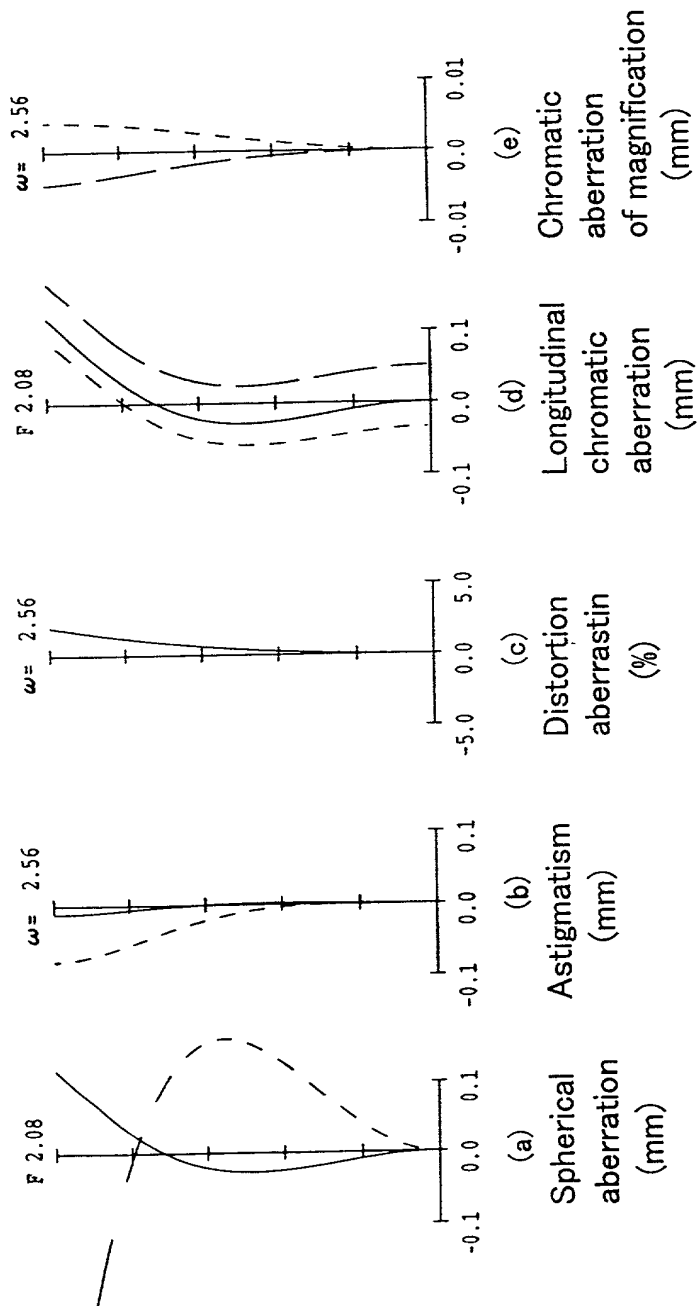 F 2.08
-0.1 0.0 0.1
(a)
Spherical
aberration
(mm)
ω= 2.56
-0.1 0.0 0.1
(b)
Astigmatism
(mm)
ω= 2.56
-5.0 0.0 5.0
(c)
Distortion
aberrastin
(%)
F 2.08
-0.1 0.0 0.1
(d)
Longitudinal
chromatic
aberration
(mm)
ω= 2.56
-0.01 0.0 0.01
(e)
Chromatic
aberration
of magnification
(mm)